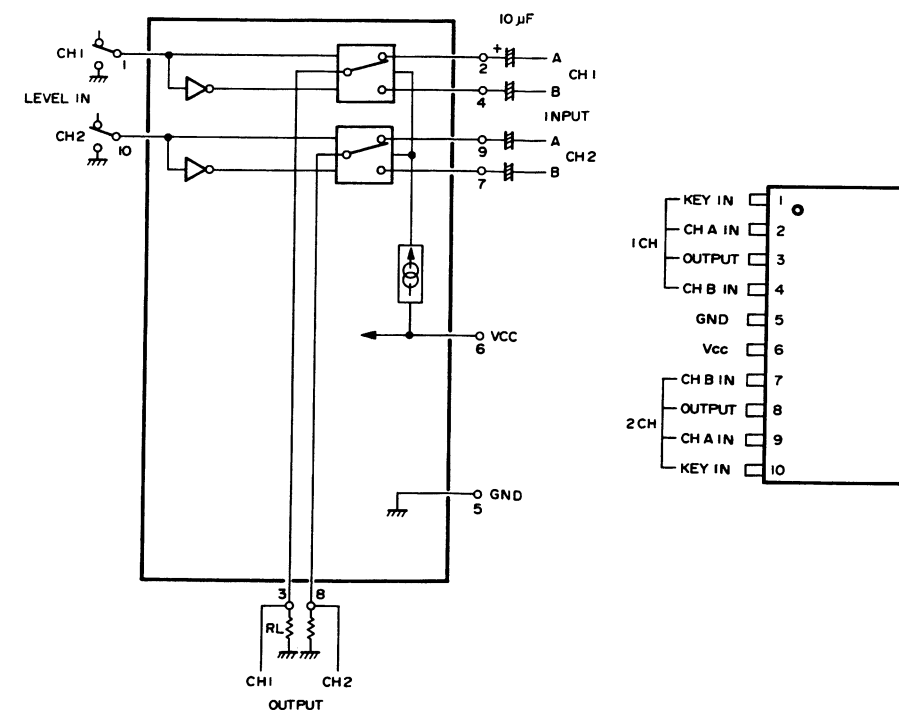 10 μF
CH1
1
LEVEL IN
CH2
10
+
2
A
CH 1
4
B
INPUT
9
A
CH2
7
B
VCC
6
GND
5
3
8
RL
CH1
CH2
OUTPUT
1CH
KEY IN
1
CH A IN
2
OUTPUT
3
CH B IN
4
GND
5
Vcc
6
2CH
CH B IN
7
OUTPUT
8
CH A IN
9
KEY IN
10